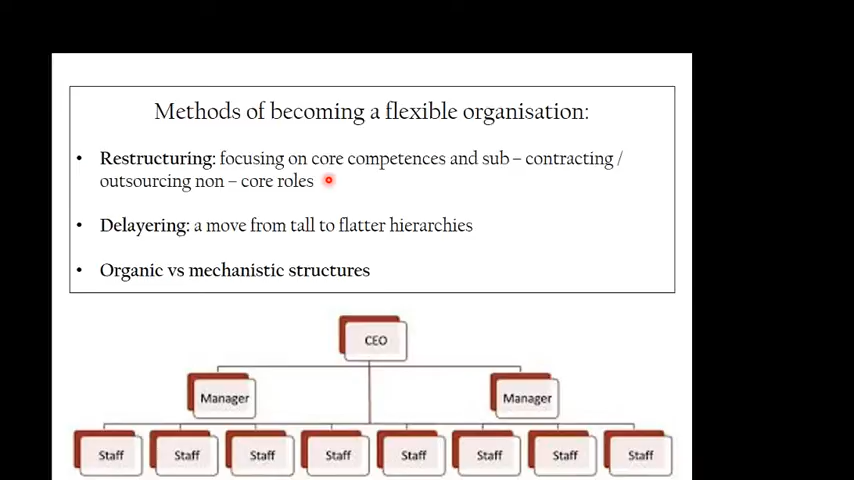 Methods of becoming a flexible organisation:
• Restructuring: focusing on core competences and sub – contracting /
outsourcing non – core roles
• Delayering: a move from tall to flatter hierarchies
• Organic vs mechanistic structures
CEO
Manager Manager
Staff Staff Staff Staff Staff Staff Staff Staff